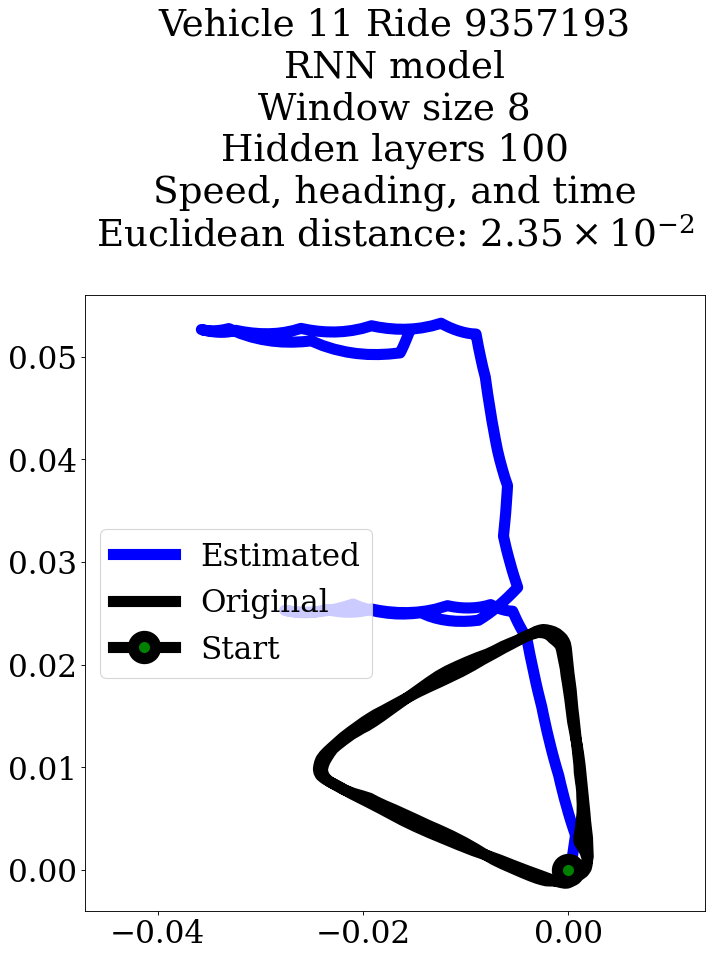 Vehicle 11 Ride 9357193
RNN model
Window size 8
Hidden layers 100
Speed, heading, and time
Euclidean distance: 2.35 × 10⁻²
0.05
0.04
0.03
0.02
0.01
0.00
Estimated
Original
Start
−0.04 −0.02 0.00